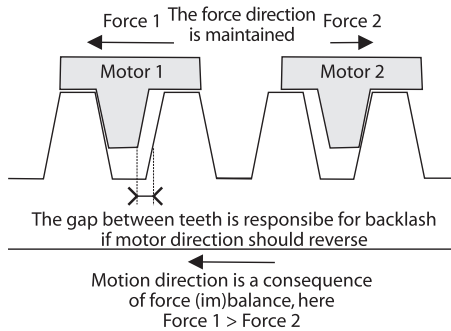 Force 1 The force direction Force 2
is maintained
Motor 1 Motor 2
The gap between teeth is responsibe for backlash
if motor direction should reverse
Motion direction is a consequence
of force (im)balance, here
Force 1 > Force 2